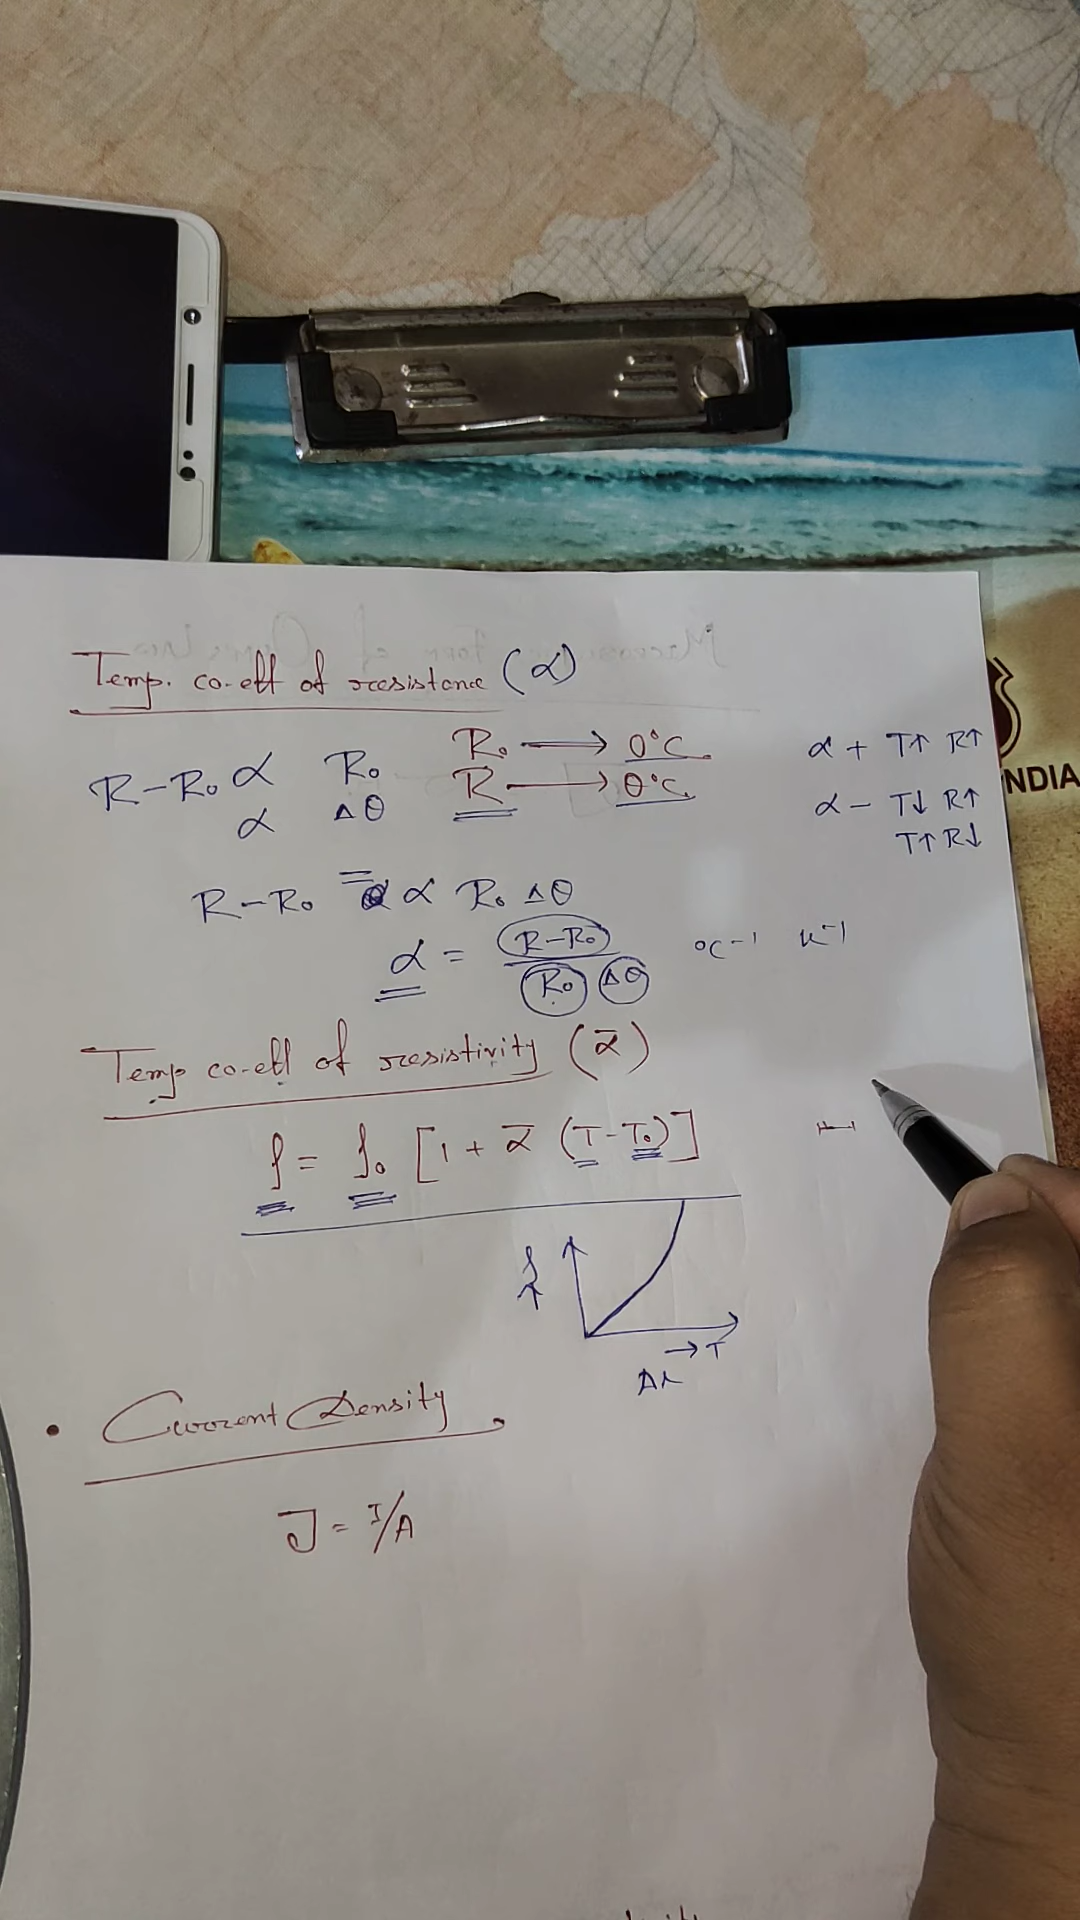 Temp. co-eff of resistance (α)
R-R₀ α R₀
α Δθ
R₀ → 0°C
R → θ°C
α + T↑ R↑
α - T↓ R↑
T↑ R↓
R-R₀ = α R₀ Δθ
α = (R-R₀) / R₀ Δθ °C⁻¹ K⁻¹
Temp co-eff of resistivity (ᾱ)
ρ = ρ₀ [1 + ᾱ (T-T₀)]
ρ ↑
→ T
• Current Density
J = I/A
NDIA